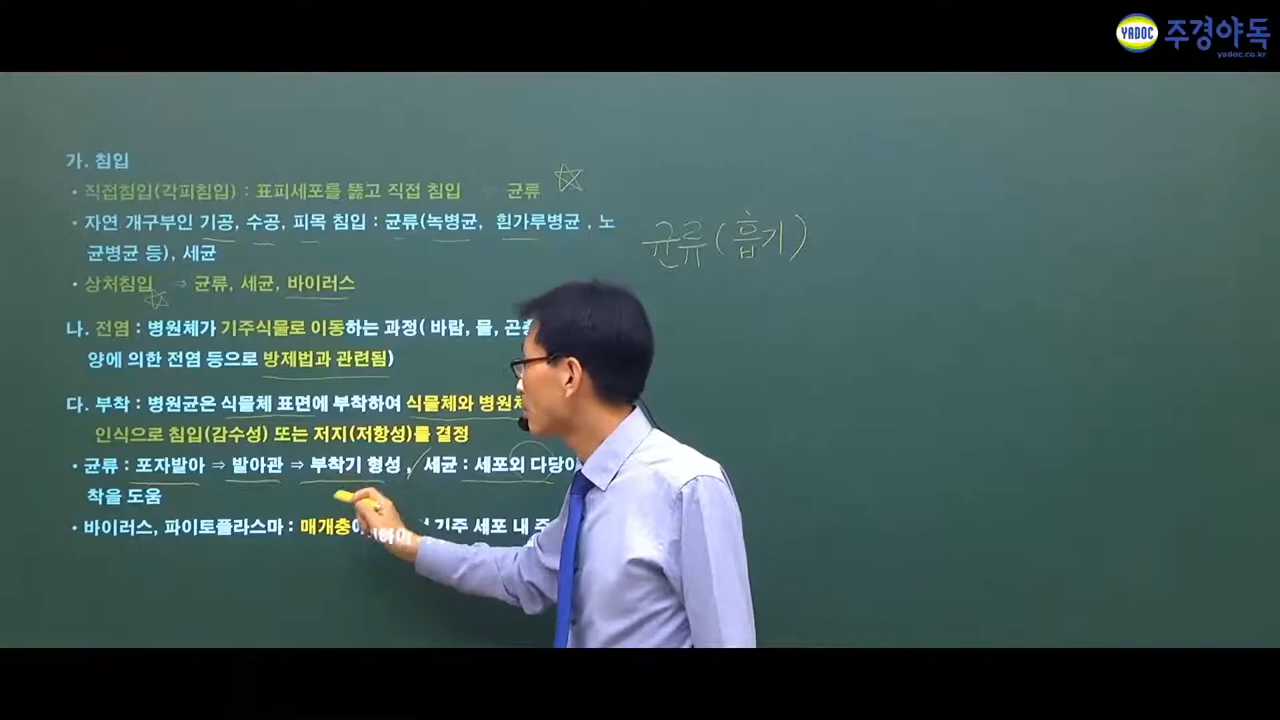 YADOC 주경야독
yadoc.co.kr
가. 침입
• 직접침입(각피침입) : 표피세포를 뚫고 직접 침입 ⇒ 균류
• 자연 개구부인 기공, 수공, 피목 침입 : 균류(녹병균, 흰가루병균 , 노
균병균 등), 세균
• 상처침입 ⇒ 균류, 세균, 바이러스
균류(흡기)
나. 전염 : 병원체가 기주식물로 이동하는 과정( 바람, 물,
양에 의한 전염 등으로 방제법과 관련됨)
다. 부착 : 병원균은 식물체 표면에 부착하여 식물체와
인식으로 침입(감수성) 또는 저지(저항성)를 결정
• 균류 : 포자발아 ⇒ 발아관 ⇒ 부착기 형성 , 세균 : 세포외
착을 도움
• 바이러스, 파이토플라스마 : 매개충 기주 세포 내